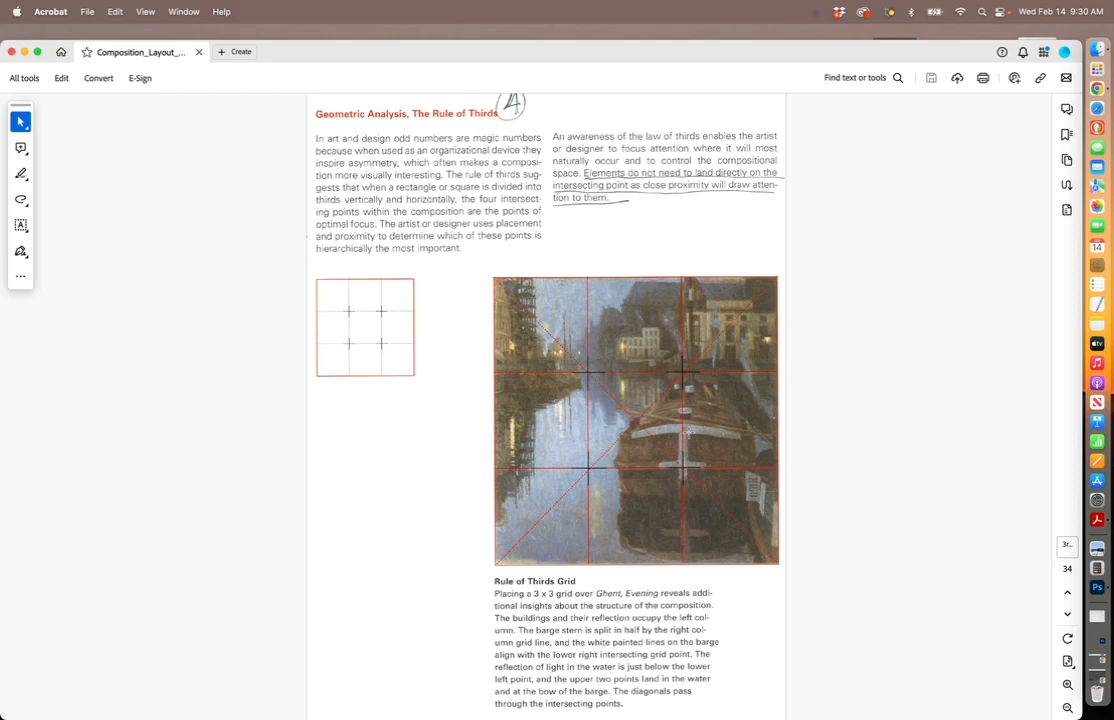 Acrobat File Edit View Window Help
Wed Feb 14 9:30 AM
Composition_Layout_...
Create
All tools Edit Convert E-Sign
Find text or tools
Geometric Analysis, The Rule of Thirds
A
In art and design odd numbers are magic numbers
because when used as an organizational device they
inspire asymmetry, which often makes a composi-
tion more visually interesting. The rule of thirds sug-
gests that when a rectangle or square is divided into
thirds vertically and horizontally, the four intersect-
ing points within the composition are the points of
optimal focus. The artist or designer uses placement
and proximity to determine which of these points is
hierarchically the most important.
An awareness of the law of thirds enables the artist
or designer to focus attention where it will most
naturally occur and to control the compositional
space. Elements do not need to land directly on the
intersecting point as close proximity will draw atten-
tion to them.
Rule of Thirds Grid
Placing a 3 x 3 grid over Ghent, Evening reveals addi-
tional insights about the structure of the composition.
The buildings and their reflection occupy the left col-
umn. The barge stern is split in half by the right col-
umn grid line, and the white painted lines on the barge
align with the lower right intersecting grid point. The
reflection of light in the water is just below the lower
left point, and the upper two points land in the water
and at the bow of the barge. The diagonals pass
through the intersecting points.
3r...
34
14
tv
Ps